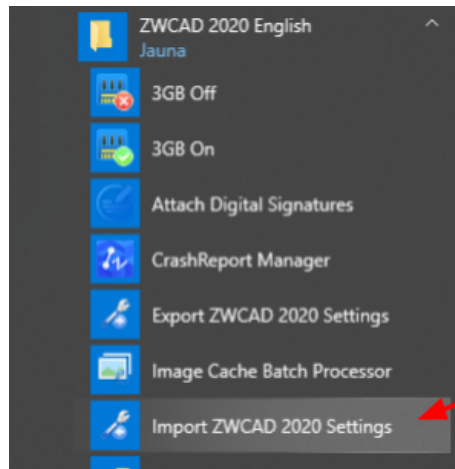 ZWCAD 2020 English
Jauna
3GB Off
3GB On
Attach Digital Signatures
CrashReport Manager
Export ZWCAD 2020 Settings
Image Cache Batch Processor
Import ZWCAD 2020 Settings